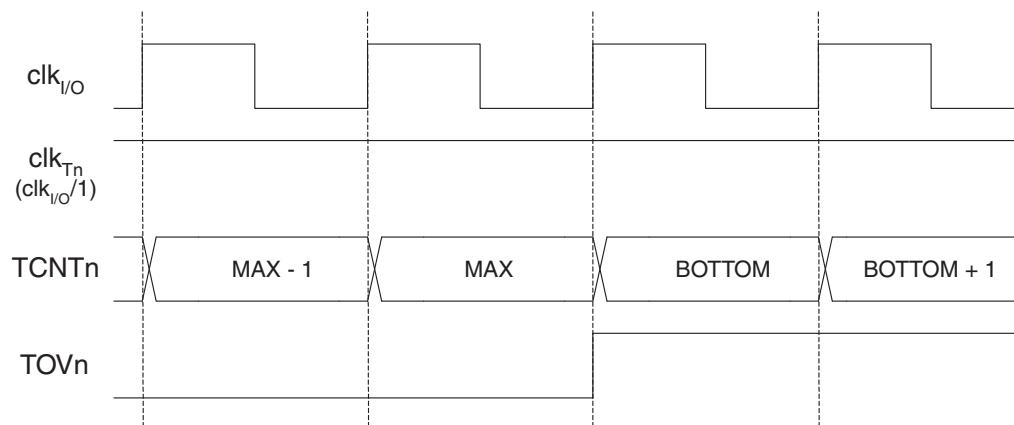 clkI/O
clkTn
(clkI/O/1)
TCNTn MAX - 1 MAX BOTTOM BOTTOM + 1
TOVn